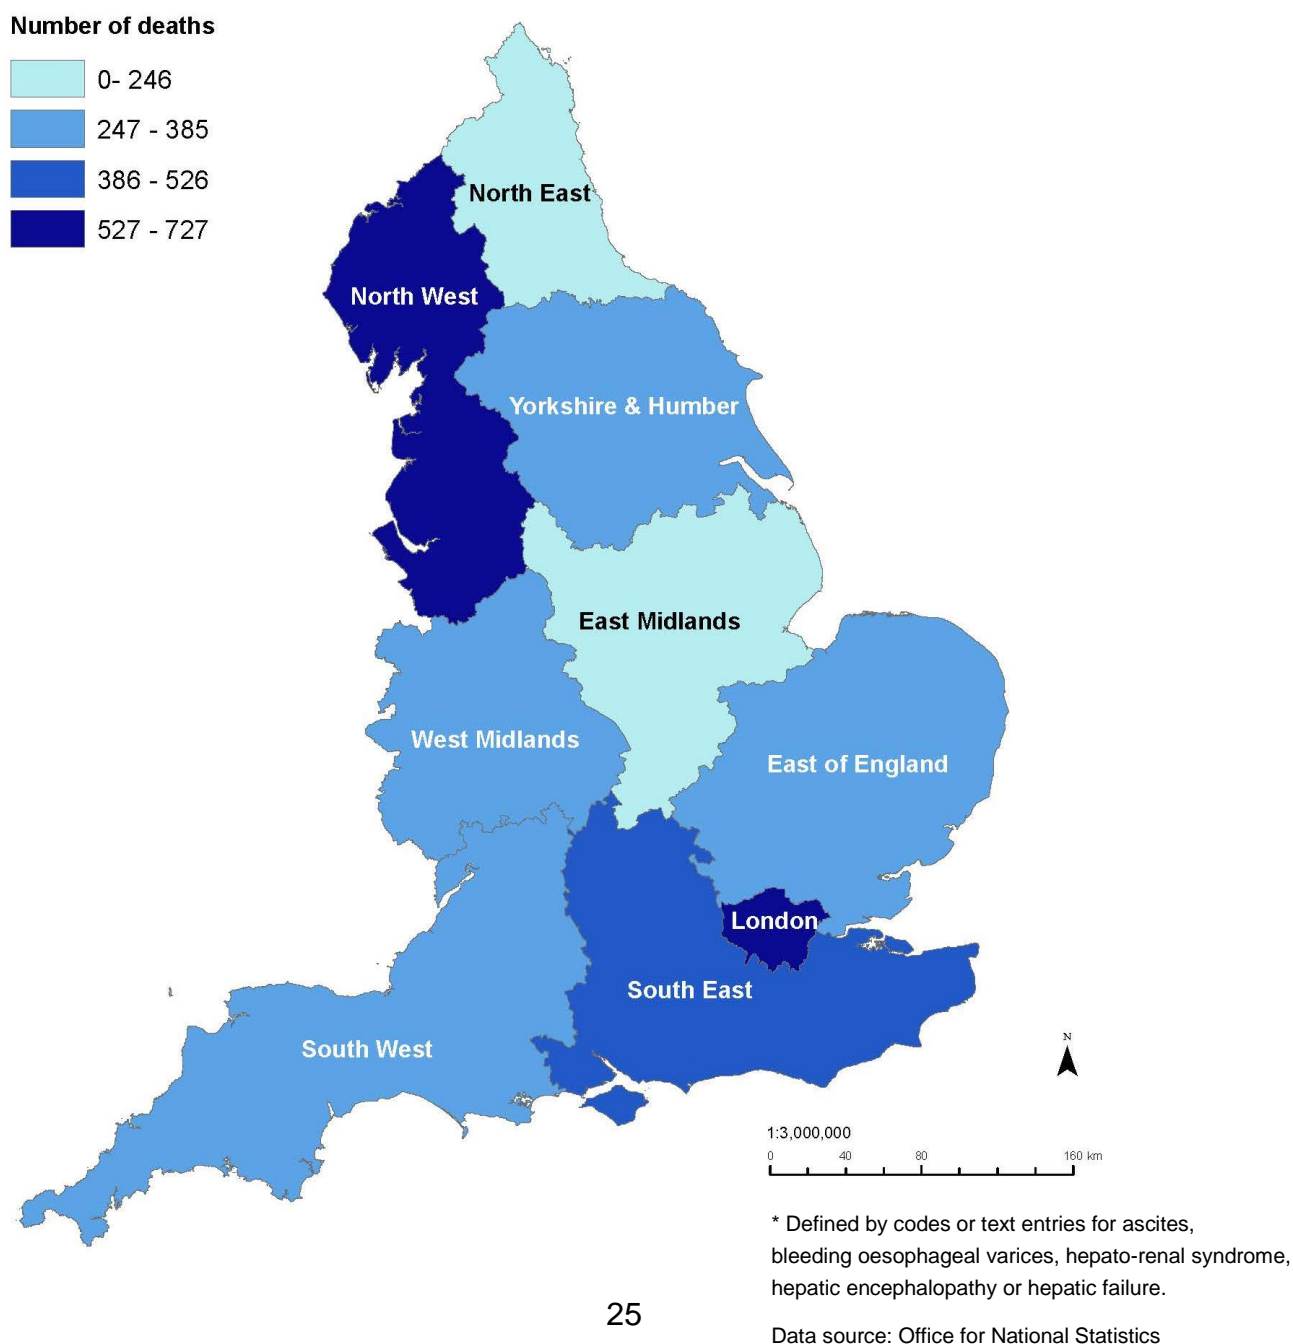 Number of deaths
0- 246
247 - 385
386 - 526
527 - 727
North East
North West
Yorkshire & Humber
East Midlands
West Midlands
East of England
London
South East
South West
N
1:3,000,000
0 40 80 160 km
* Defined by codes or text entries for ascites,
bleeding oesophageal varices, hepato-renal syndrome,
hepatic encephalopathy or hepatic failure.
25
Data source: Office for National Statistics